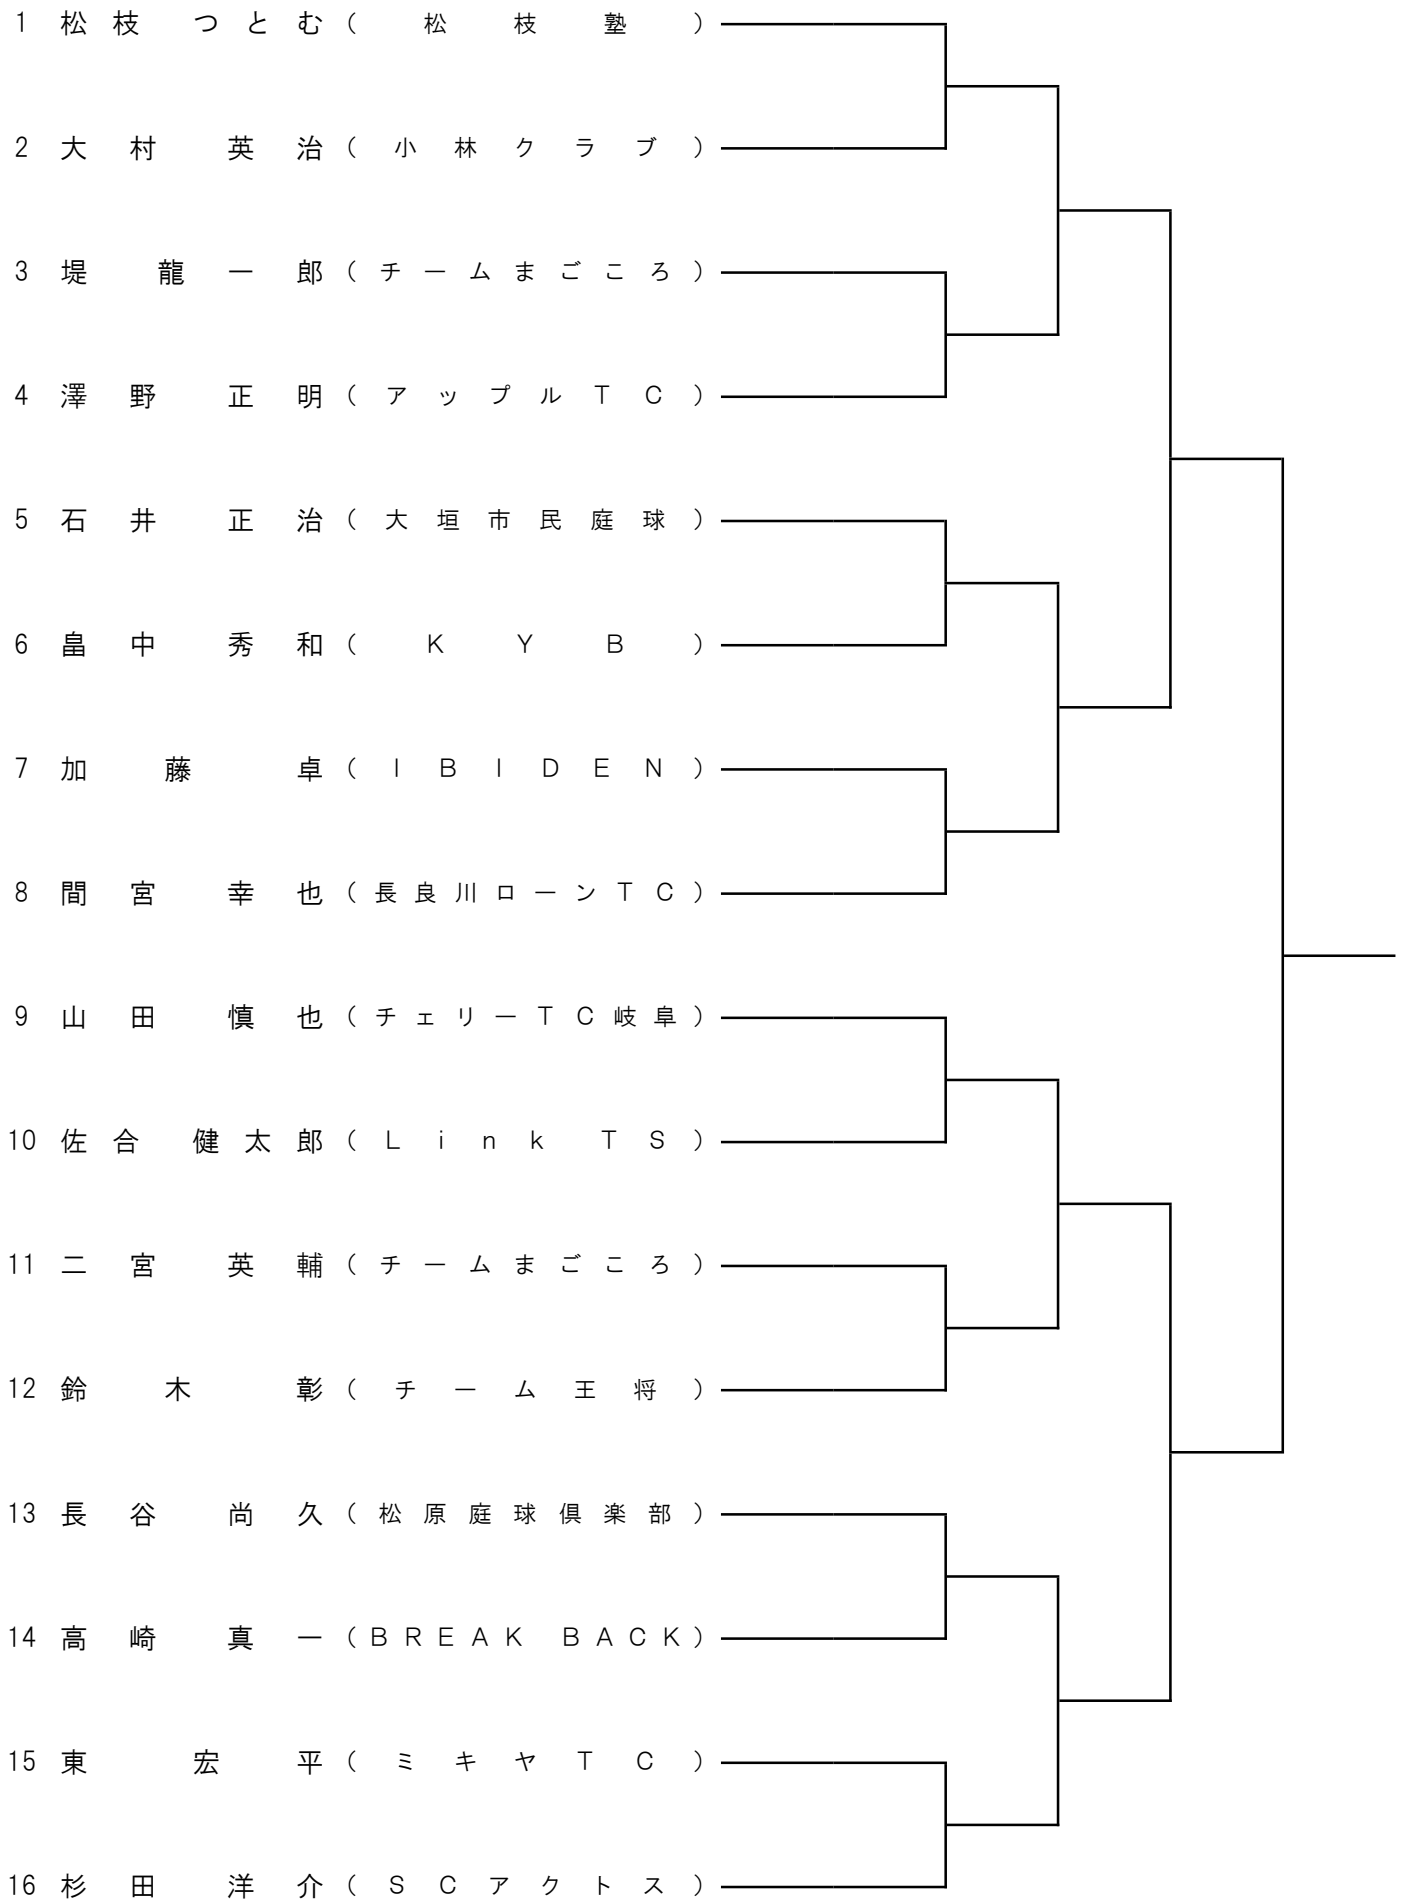 1 松枝 つとむ (松枝塾)
2 大村 英治 (小林クラブ)
3 堤 龍一郎 (チームまごころ)
4 澤野 正明 (アップルTC)
5 石井 正治 (大垣市民庭球)
6 畠中 秀和 (KYB)
7 加藤 卓 (IBIDEN)
8 間宮 幸也 (長良川ローンTC)
9 山田 慎也 (チェリーTC岐阜)
10 佐合 健太郎 (Link TS)
11 二宮 英輔 (チームまごころ)
12 鈴木 彰 (チーム王将)
13 長谷 尚久 (松原庭球倶楽部)
14 高崎 真一 (BREAK BACK)
15 東 宏平 (ミキヤTC)
16 杉田 洋介 (SCアクトス)